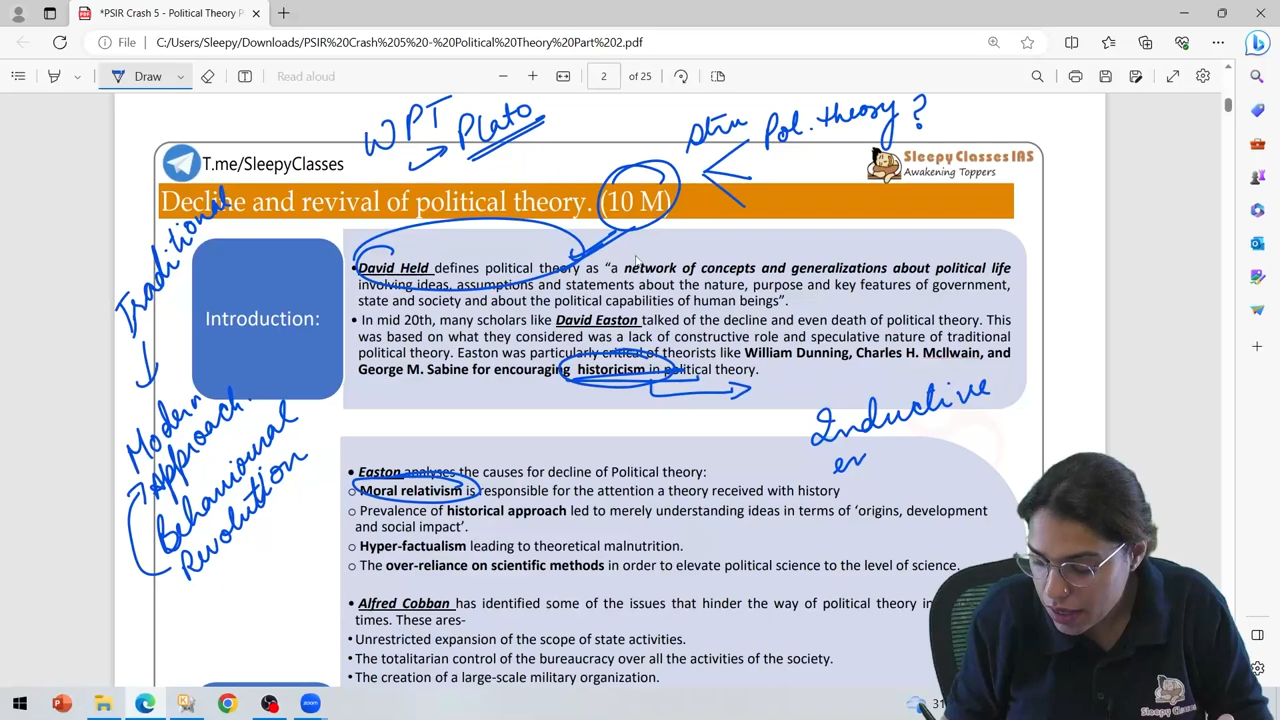 *PSIR Crash 5 - Political Theory P
File C:/Users/Sleepy/Downloads/PSIR%20Crash%205%20-%20Political%20Theory%20Part%202.pdf
Draw Read aloud 2 of 25
WPT
Plato
Stru
Pol. theory ?
T.me/SleepyClasses
Sleepy Classes IAS
Awakening Toppers
Decline and revival of political theory. (10 M)
Traditional
Introduction:
•David Held defines political theory as “a network of concepts and generalizations about political life
involving ideas, assumptions and statements about the nature, purpose and key features of government,
state and society and about the political capabilities of human beings”.
• In mid 20th, many scholars like David Easton talked of the decline and even death of political theory. This
was based on what they considered was a lack of constructive role and speculative nature of traditional
political theory. Easton was particularly critical of theorists like William Dunning, Charles H. Mcllwain, and
George M. Sabine for encouraging historicism in political theory.
Modern
Approach
Behavioural
Revolution
Inductive
en
• Easton analyses the causes for decline of Political theory:
o Moral relativism is responsible for the attention a theory received with history
o Prevalence of historical approach led to merely understanding ideas in terms of ‘origins, development
and social impact’.
o Hyper-factualism leading to theoretical malnutrition.
o The over-reliance on scientific methods in order to elevate political science to the level of science.
• Alfred Cobban has identified some of the issues that hinder the way of political theory in
times. These ares-
• Unrestricted expansion of the scope of state activities.
• The totalitarian control of the bureaucracy over all the activities of the society.
• The creation of a large-scale military organization.
zoom
31
Sleepy Classes